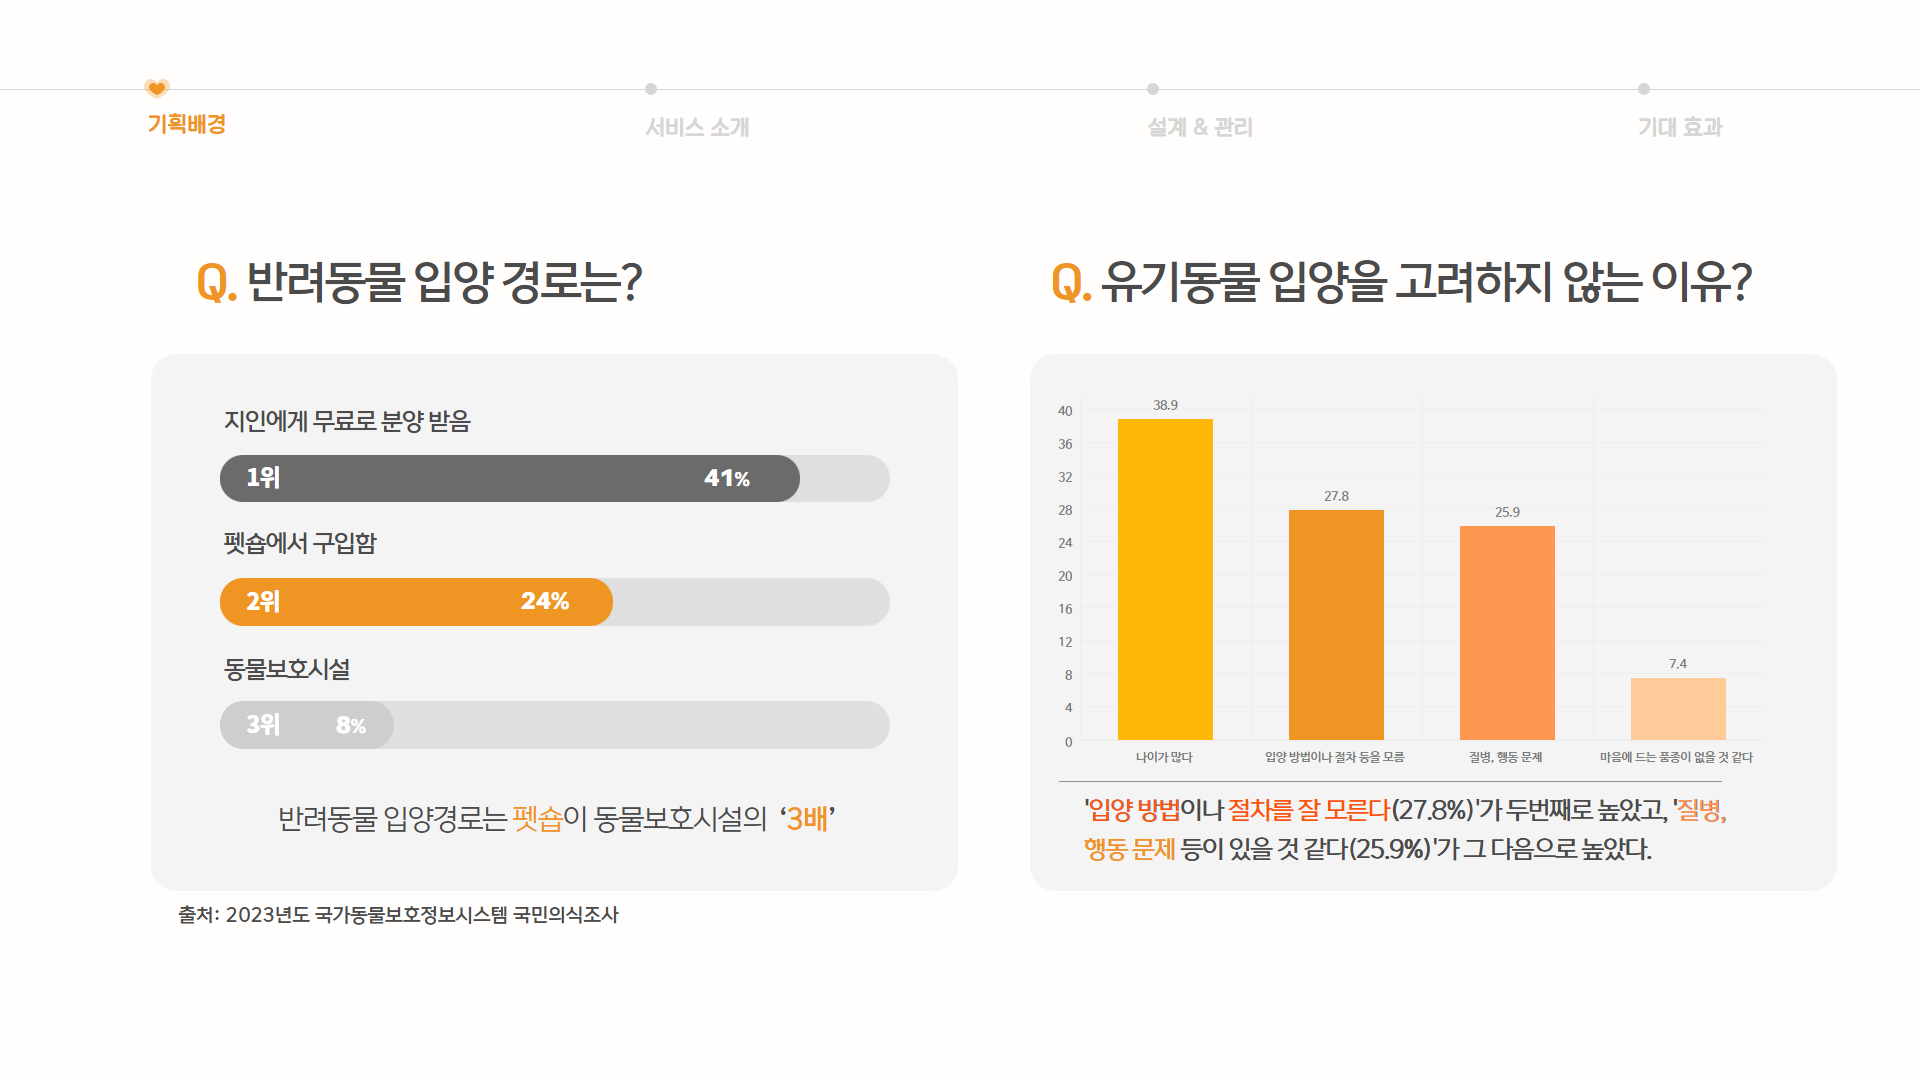 기획배경
서비스 소개
설계 & 관리
기대 효과
Q. 반려동물 입양 경로는?
지인에게 무료로 분양 받음
1위 41%
펫숍에서 구입함
2위 24%
동물보호시설
3위 8%
반려동물 입양경로는 펫숍이 동물보호시설의 ‘3배’
출처: 2023년도 국가동물보호정보시스템 국민의식조사
Q. 유기동물 입양을 고려하지 않는 이유?
40
36
32
28
24
20
16
12
8
4
0
38.9
27.8
25.9
7.4
나이가 많다
입양 방법이나 절차 등을 모름
질병, 행동 문제
마음에 드는 품종이 없을 것 같다
'입양 방법이나 절차를 잘 모른다(27.8%)'가 두번째로 높았고, '질병,
행동 문제 등이 있을 것 같다(25.9%)'가 그 다음으로 높았다.